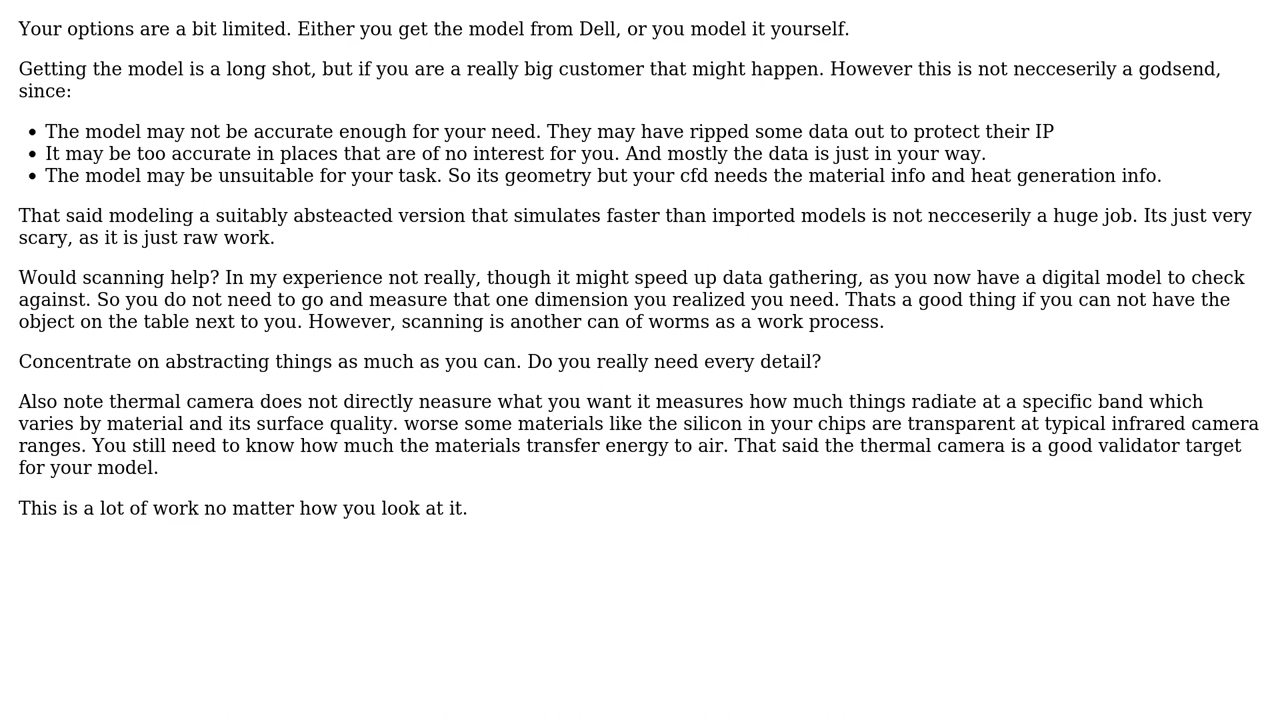 Your options are a bit limited. Either you get the model from Dell, or you model it yourself.
Getting the model is a long shot, but if you are a really big customer that might happen. However this is not necceserily a godsend,
since:
• The model may not be accurate enough for your need. They may have ripped some data out to protect their IP
• It may be too accurate in places that are of no interest for you. And mostly the data is just in your way.
• The model may be unsuitable for your task. So its geometry but your cfd needs the material info and heat generation info.
That said modeling a suitably absteacted version that simulates faster than imported models is not necceserily a huge job. Its just very
scary, as it is just raw work.
Would scanning help? In my experience not really, though it might speed up data gathering, as you now have a digital model to check
against. So you do not need to go and measure that one dimension you realized you need. Thats a good thing if you can not have the
object on the table next to you. However, scanning is another can of worms as a work process.
Concentrate on abstracting things as much as you can. Do you really need every detail?
Also note thermal camera does not directly neasure what you want it measures how much things radiate at a specific band which
varies by material and its surface quality. worse some materials like the silicon in your chips are transparent at typical infrared camera
ranges. You still need to know how much the materials transfer energy to air. That said the thermal camera is a good validator target
for your model.
This is a lot of work no matter how you look at it.